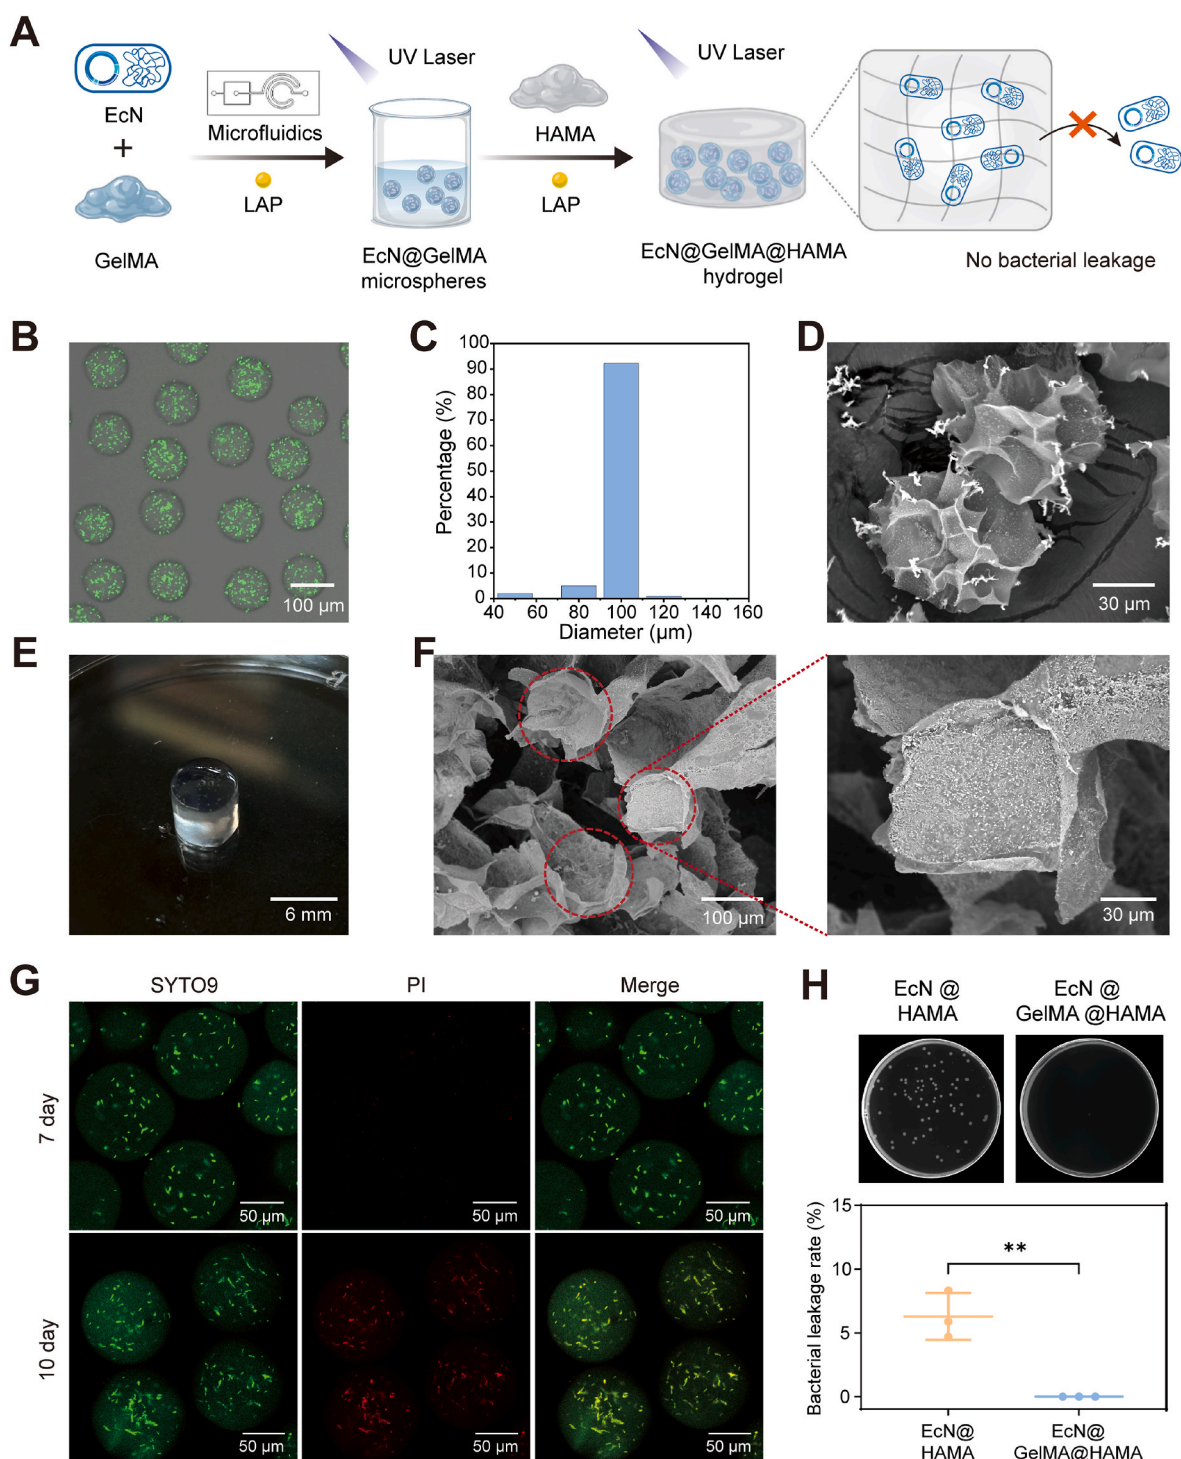 A
EcN
+
GelMA
Microfluidics
LAP
UV Laser
EcN@GelMA
microspheres
HAMA
LAP
UV Laser
EcN@GelMA@HAMA
hydrogel
No bacterial leakage
B
100 µm
C
Percentage (%)
100
90
80
70
60
50
40
30
20
10
0
40 60 80 100 120 140 160
Diameter (µm)
D
30 µm
E
6 mm
F
100 µm
30 µm
G
SYTO9 PI Merge
7 day
50 µm 50 µm 50 µm
10 day
50 µm 50 µm 50 µm
H
EcN @
HAMA
EcN @
GelMA @HAMA
Bacterial leakage rate (%)
15
10
5
0
**
EcN@
HAMA
EcN@
GelMA@HAMA